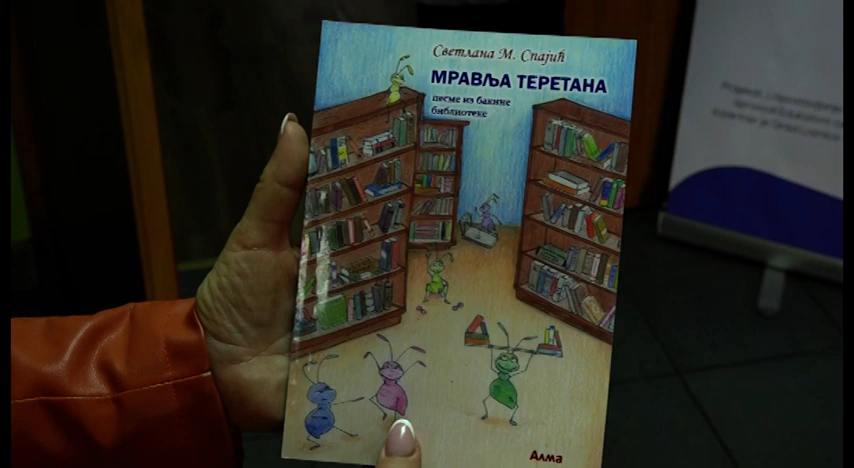 Светлана М. Спајић
МРАВЉА ТЕРЕТАНА
песме из бакине
библиотеке
Алма